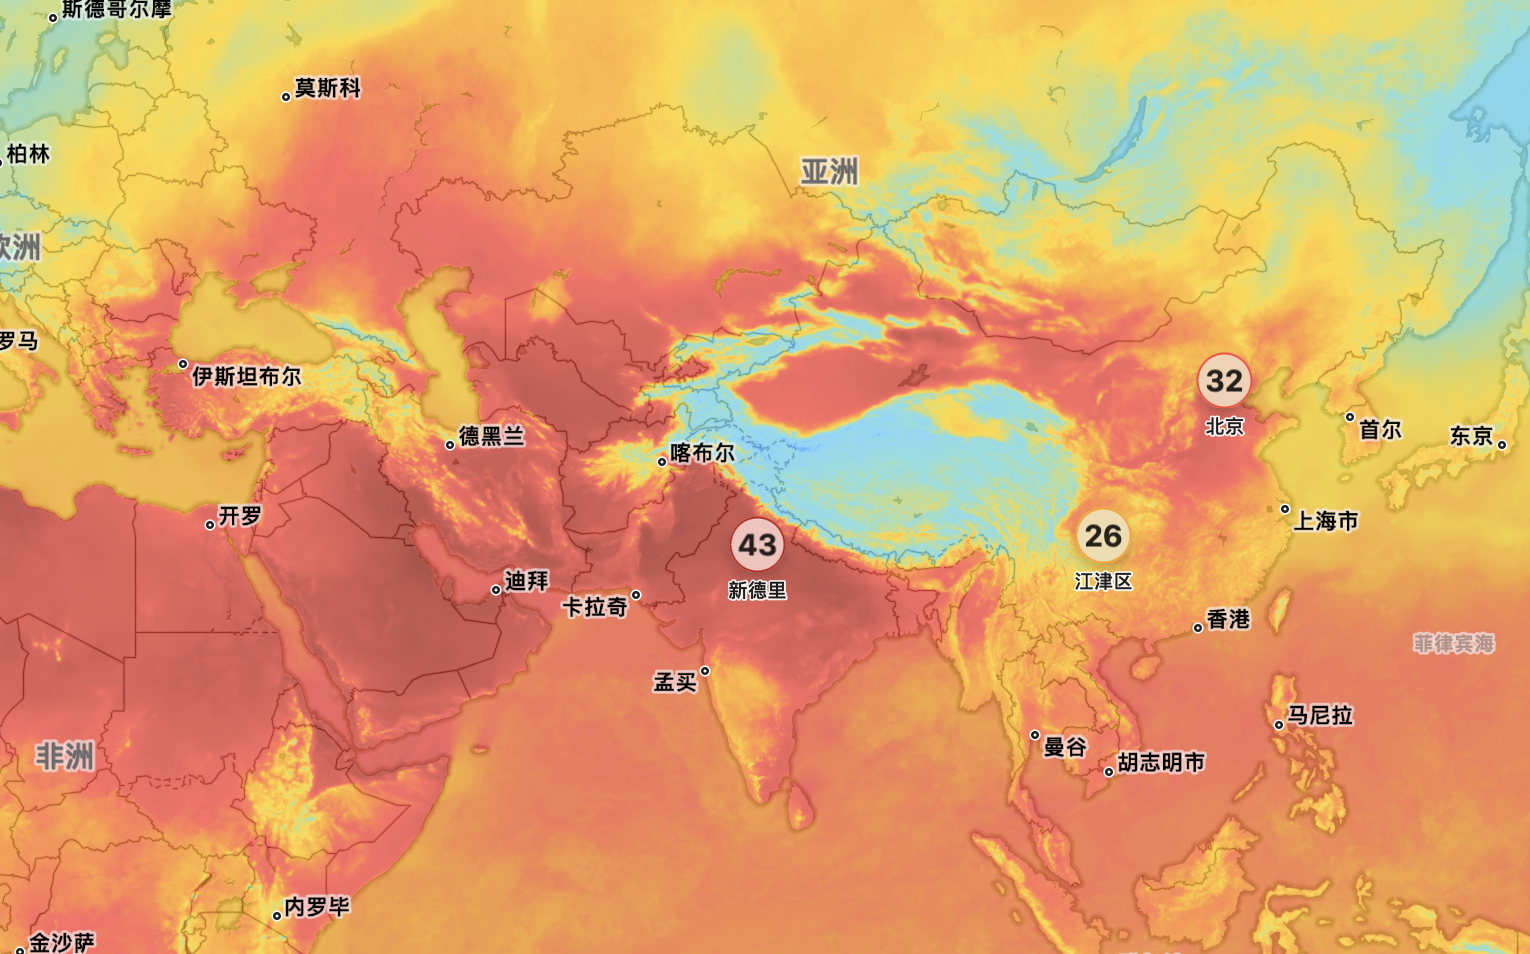 斯德哥尔摩
莫斯科
柏林
亚洲
欧洲
罗马
伊斯坦布尔
32
北京
首尔
东京
德黑兰
喀布尔
开罗
上海市
43
新德里
26
江津区
迪拜
卡拉奇
香港
菲律宾海
孟买
马尼拉
非洲
曼谷
胡志明市
内罗毕
金沙萨